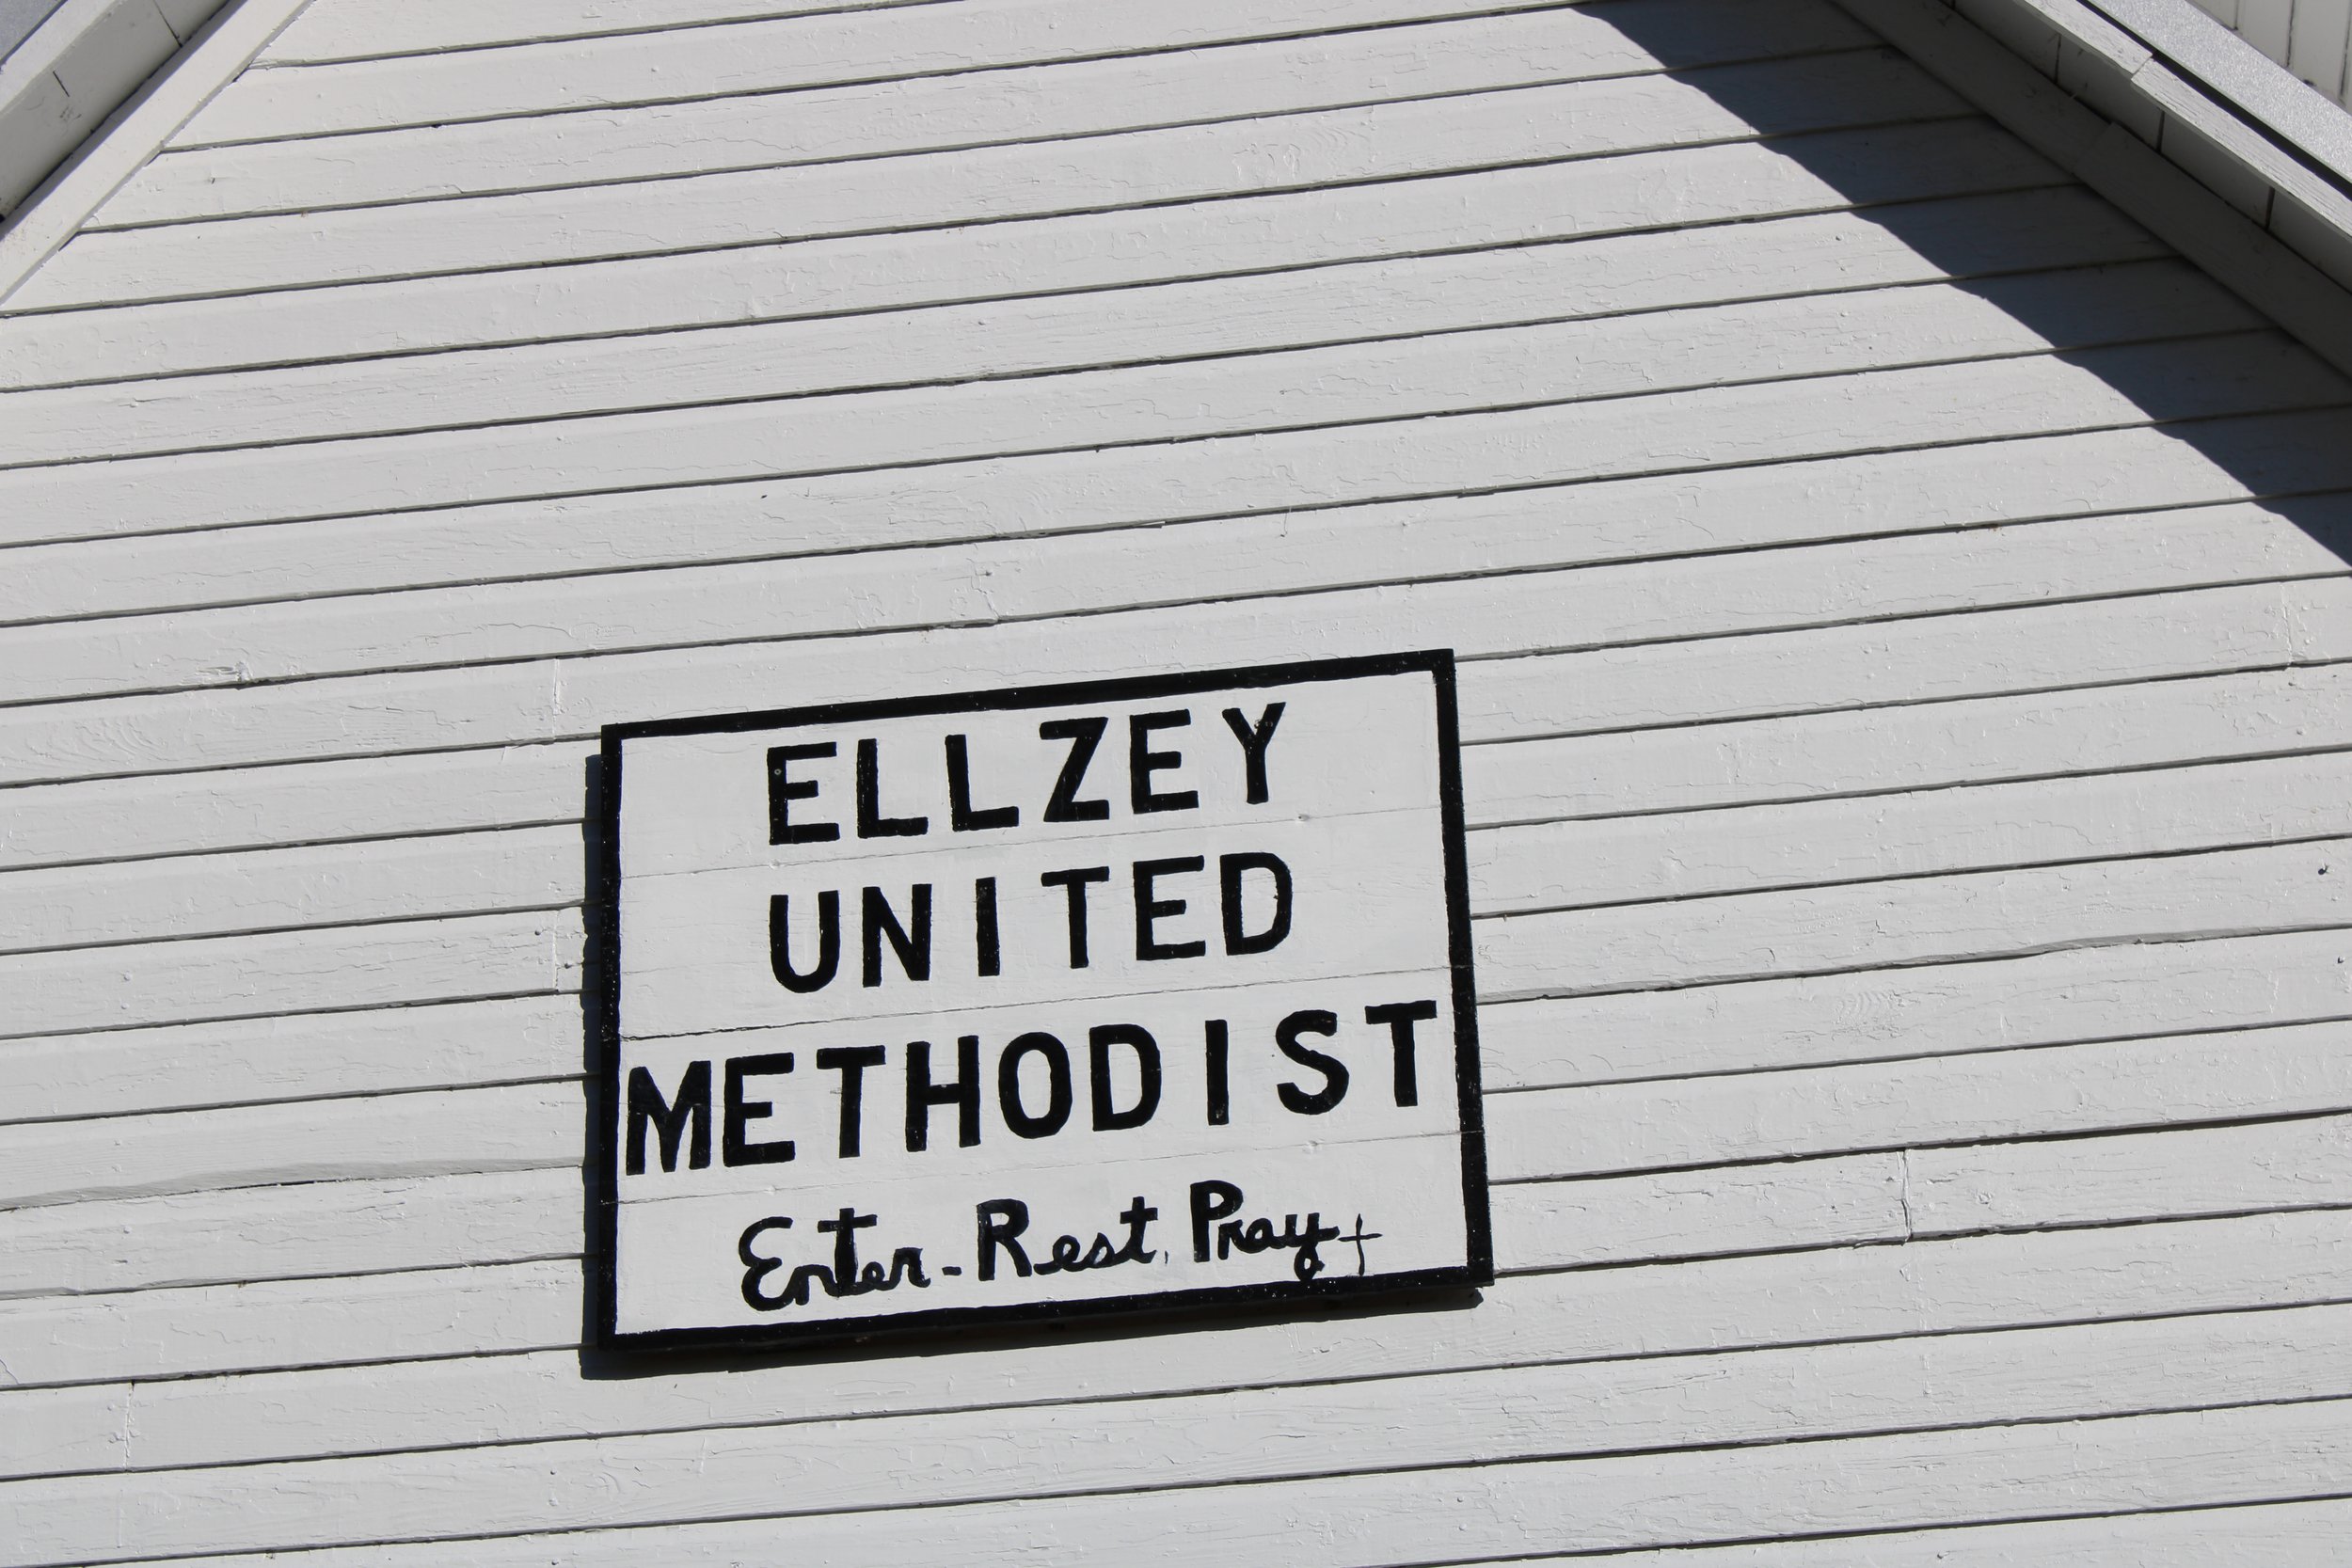 ELLZEY
UNITED
METHODIST
Enter - Rest. Pray +